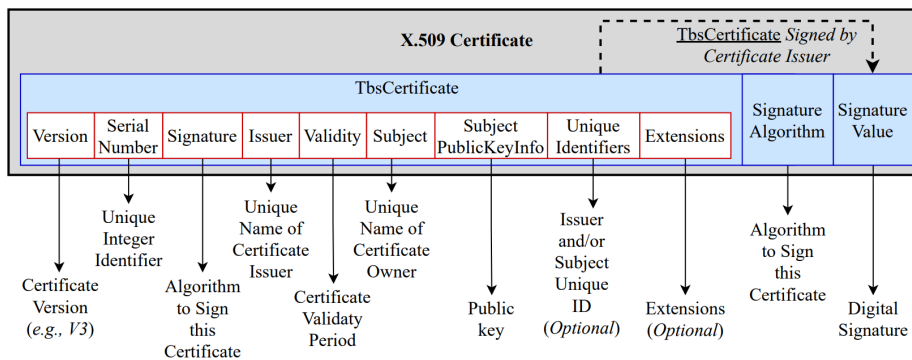 X.509 Certificate
TbsCertificate Signed by
Certificate Issuer
TbsCertificate
Version
Serial
Number
Signature
Issuer
Validity
Subject
Subject
PublicKeyInfo
Unique
Identifiers
Extensions
Signature
Algorithm
Signature
Value
Certificate
Version
(e.g., V3)
Unique
Integer
Identifier
Algorithm
to Sign
this
Certificate
Unique
Name of
Certificate
Issuer
Certificate
Validaty
Period
Unique
Name of
Certificate
Owner
Public
key
Issuer
and/or
Subject
Unique
ID
(Optional)
Extensions
(Optional)
Algorithm
to Sign
this
Certificate
Digital
Signature